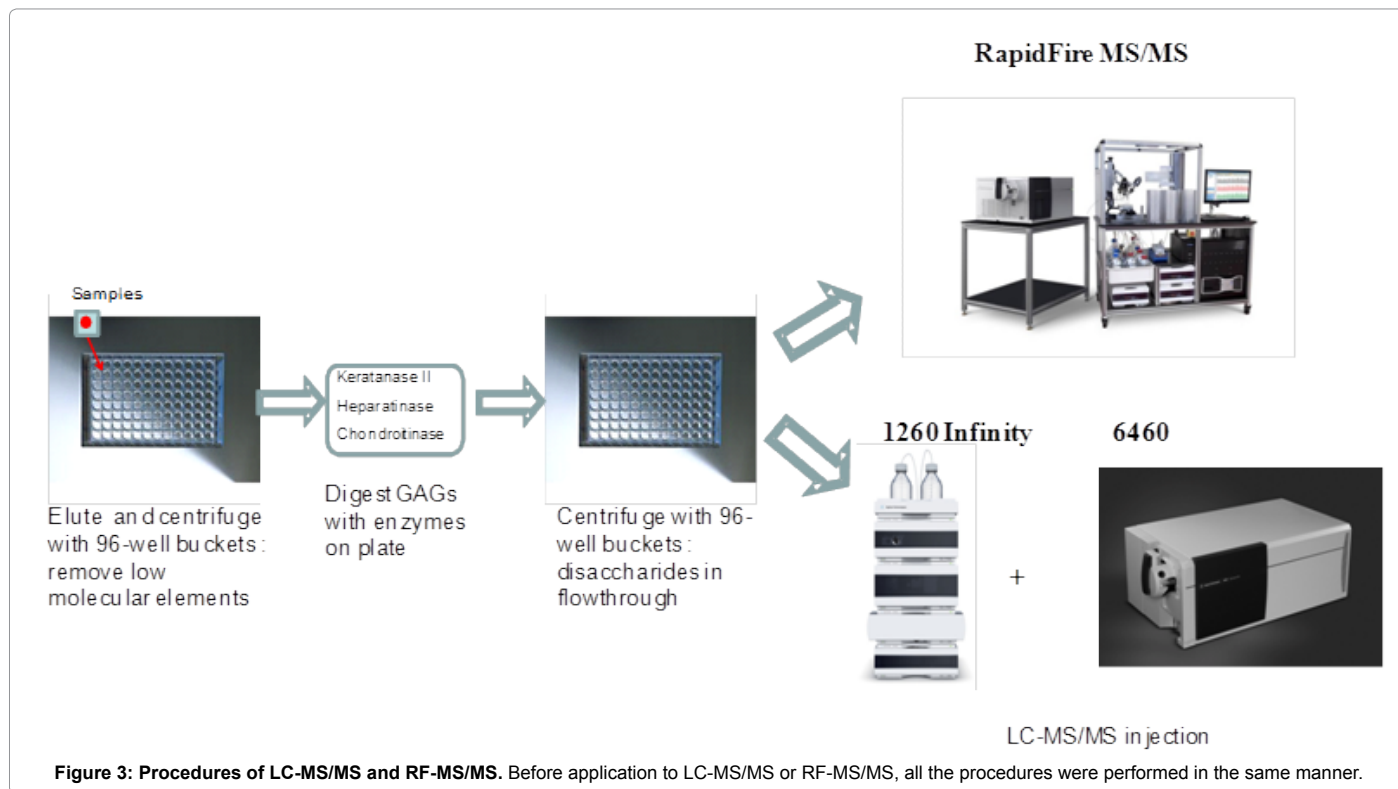 RapidFire MS/MS
Samples
Keratanase II
Heparatinase
Chondroitinase
1260 Infinity
6460
Elute and centrifuge
with 96-well buckets:
remove low
molecular elements
Digest GAGs
with enzymes
on plate
Centrifuge with 96-
well buckets:
disaccharides in
flowthrough
+
LC-MS/MS injection
Figure 3: Procedures of LC-MS/MS and RF-MS/MS. Before application to LC-MS/MS or RF-MS/MS, all the procedures were performed in the same manner.